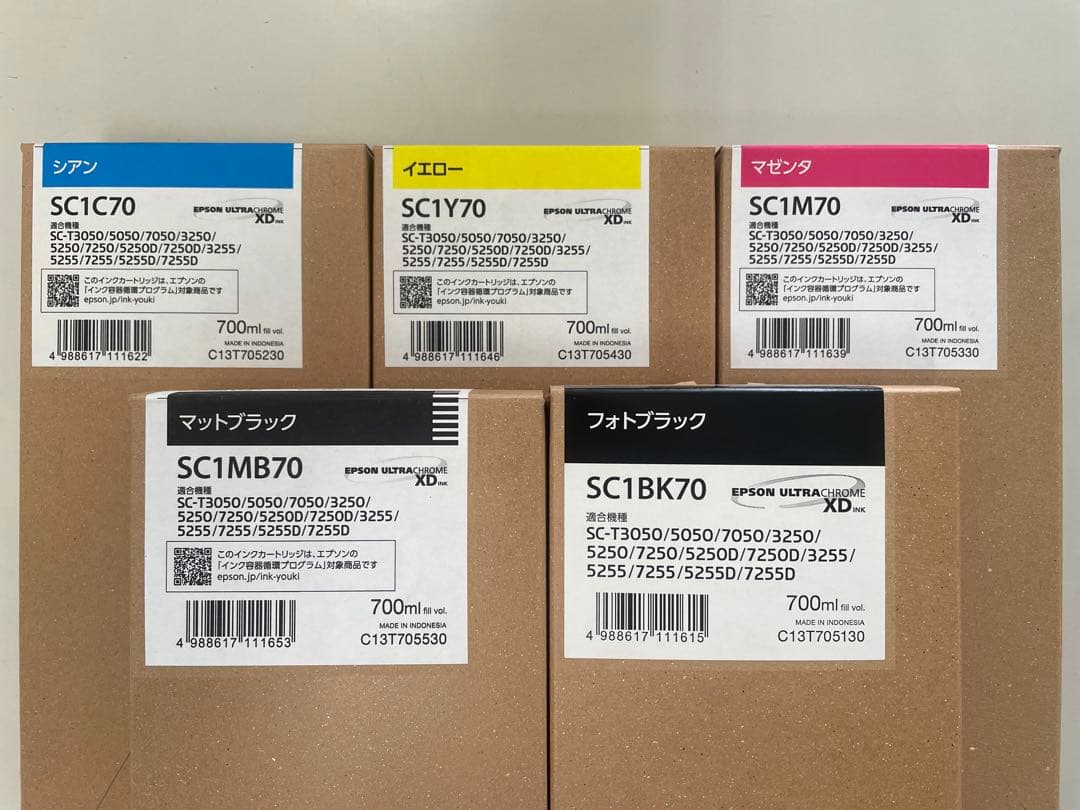 シアン
SC1C70
EPSON ULTRACHROME
XD INK
適合機種
SC-T3050/5050/7050/3250/
5250/7250/5250D/7250D/3255/
5255/7255/5255D/7255D
このインクカートリッジは、エプソンの
「インク容器循環プログラム」対象商品です
epson.jp/ink-youki
700ml fill vol.
MADE IN INDONESIA
4 988617 111622
C13T705230
イエロー
SC1Y70
EPSON ULTRACHROME
XD INK
適合機種
SC-T3050/5050/7050/3250/
5250/7250/5250D/7250D/3255/
5255/7255/5255D/7255D
このインクカートリッジは、エプソンの
「インク容器循環プログラム」対象商品です
epson.jp/ink-youki
700ml fill vol.
MADE IN INDONESIA
4 988617 111646
C13T705430
マゼンタ
SC1M70
EPSON ULTRACHROME
XD INK
適合機種
SC-T3050/5050/7050/3250/
5250/7250/5250D/7250D/3255/
5255/7255/5255D/7255D
このインクカートリッジは、エプソンの
「インク容器循環プログラム」対象商品です
epson.jp/ink-youki
700ml fill vol.
MADE IN INDONESIA
4 988617 111639
C13T705330
マットブラック
SC1MB70
EPSON ULTRACHROME
XD INK
適合機種
SC-T3050/5050/7050/3250/
5250/7250/5250D/7250D/3255/
5255/7255/5255D/7255D
このインクカートリッジは、エプソンの
「インク容器循環プログラム」対象商品です
epson.jp/ink-youki
700ml fill vol.
MADE IN INDONESIA
4 988617 111653
C13T705530
フォトブラック
SC1BK70
EPSON ULTRACHROME
XD INK
適合機種
SC-T3050/5050/7050/3250/
5250/7250/5250D/7250D/3255/
5255/7255/5255D/7255D
700ml fill vol.
MADE IN INDONESIA
4 988617 111615
C13T705130